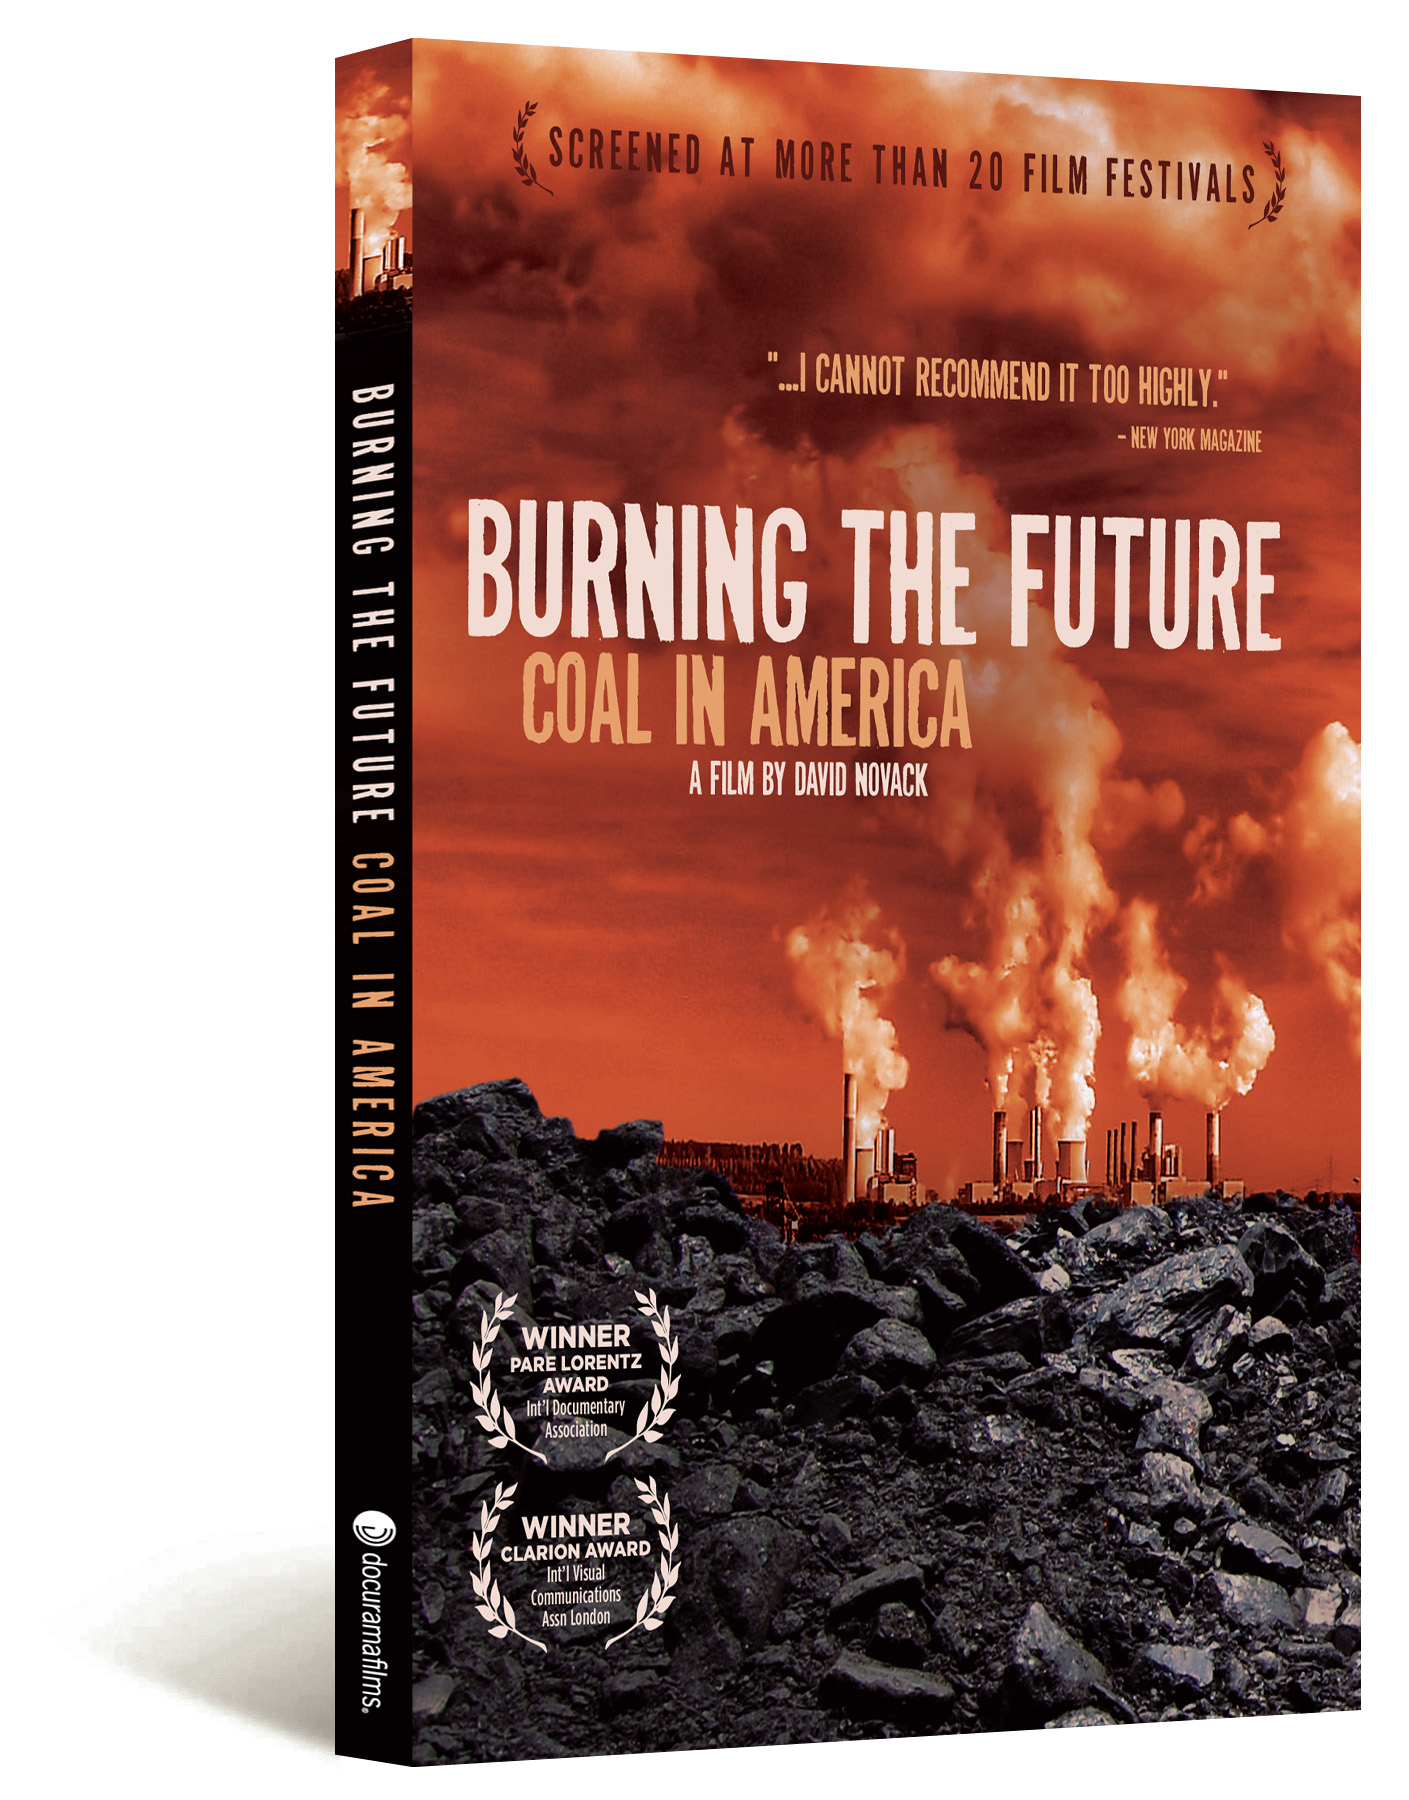 BURNING THE FUTURE COAL IN AMERICA
docuramafilms.
SCREENED AT MORE THAN 20 FILM FESTIVALS
"...I CANNOT RECOMMEND IT TOO HIGHLY."
– NEW YORK MAGAZINE
BURNING THE FUTURE
COAL IN AMERICA
A FILM BY DAVID NOVACK
WINNER
PARE LORENTZ
AWARD
Int'l Documentary
Association
WINNER
CLARION AWARD
Int'l Visual
Communications
Assn London